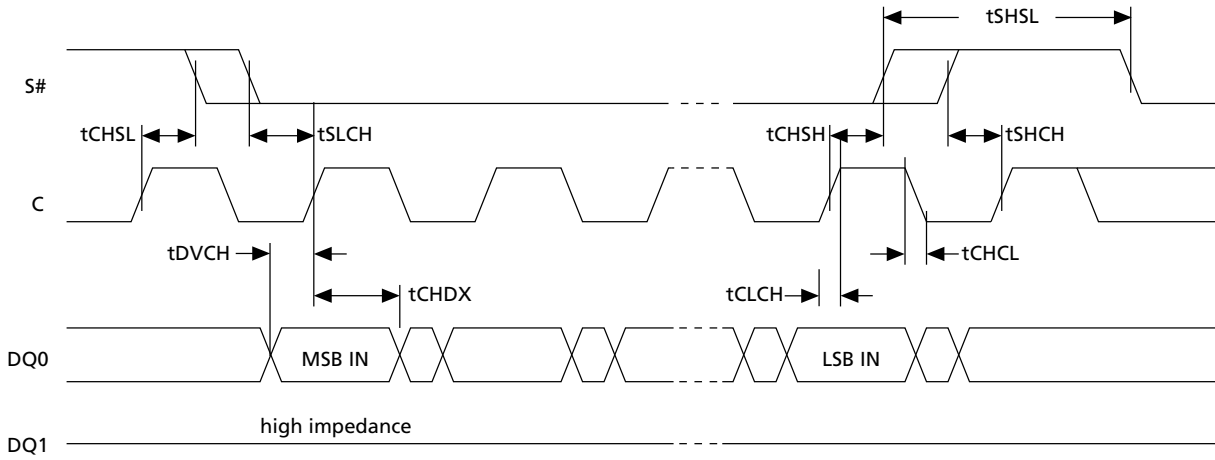 tSHSL
S#
tCHSL
tSLCH
tCHSH
tSHCH
C
tDVCH
tCHCL
tCHDX
tCLCH
DQ0
MSB IN
LSB IN
high impedance
DQ1